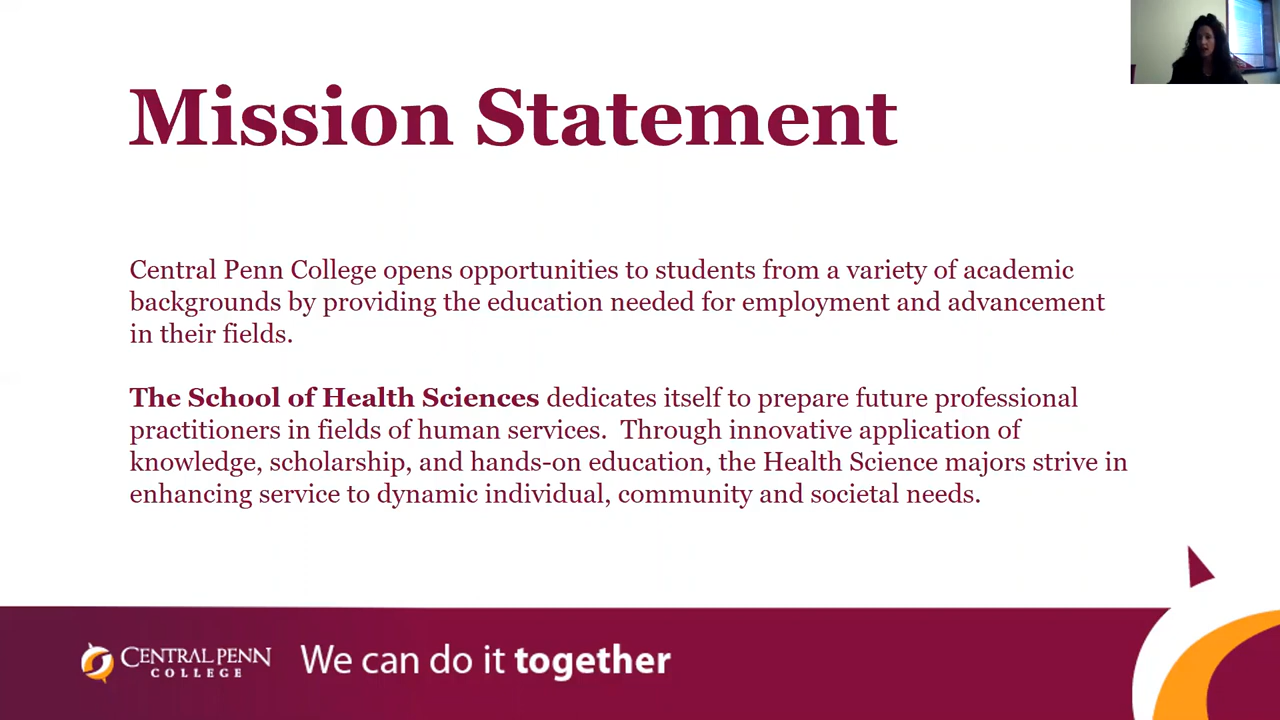 Mission Statement
Central Penn College opens opportunities to students from a variety of academic
backgrounds by providing the education needed for employment and advancement
in their fields.
The School of Health Sciences dedicates itself to prepare future professional
practitioners in fields of human services.  Through innovative application of
knowledge, scholarship, and hands-on education, the Health Science majors strive in
enhancing service to dynamic individual, community and societal needs.
CENTRAL PENN
COLLEGE
We can do it together